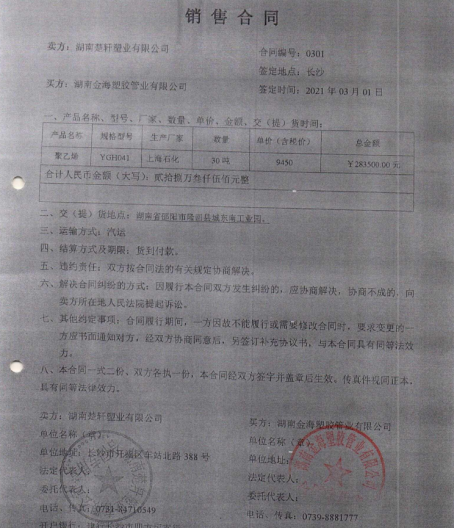 销售合同
卖方：湖南楚轩塑业有限公司
合同编号：0301
签定地点：长沙
买方：湖南金海塑胶管业有限公司
签定时间：2021 年 03 月 01 日
一、产品名称、型号、厂家、数量、单价、金额、交（提）货时间：
产品名称 规格型号 生产厂家 数量 单价（含税价） 总金额
聚乙烯 YGH041 上海石化 30 吨 9450 ￥283500.00 元
合计人民币金额（大写）：贰拾捌万叁仟伍佰元整
二、交（提）货地点：湖南省邵阳市隆回县城东南工业园。
三、运输方式：汽运
四、结算方式及期限：货到付款。
五、违约责任：双方按合同法的有关规定协商解决。
六、解决合同纠纷的方式：因履行本合同双方发生纠纷的，应协商解决，协商不成的，向
卖方所在地人民法院提起诉讼。
七、其他约定事项：合同履行期间，一方因故不能履行或需要修改合同时，要求变更的一
方应书面通知对方，经双方协商同意后，另签订补充协议书，与本合同具有同等法效
力。
八、本合同一式二份，双方各执一份，本合同经双方签字并盖章后生效。传真件视同正本，
具有同等法律效力。
卖方：湖南楚轩塑业有限公司
买方：湖南金海塑胶管业有限公司
单位名称（章）：
单位名称（章）：
单位地址：长沙市开福区东站北路 388 号
单位地址：
法定代表人：
法定代表人：
委托代表人：
委托代表人：
电话、传真：0731-84710549
电话、传真：0739-8881777